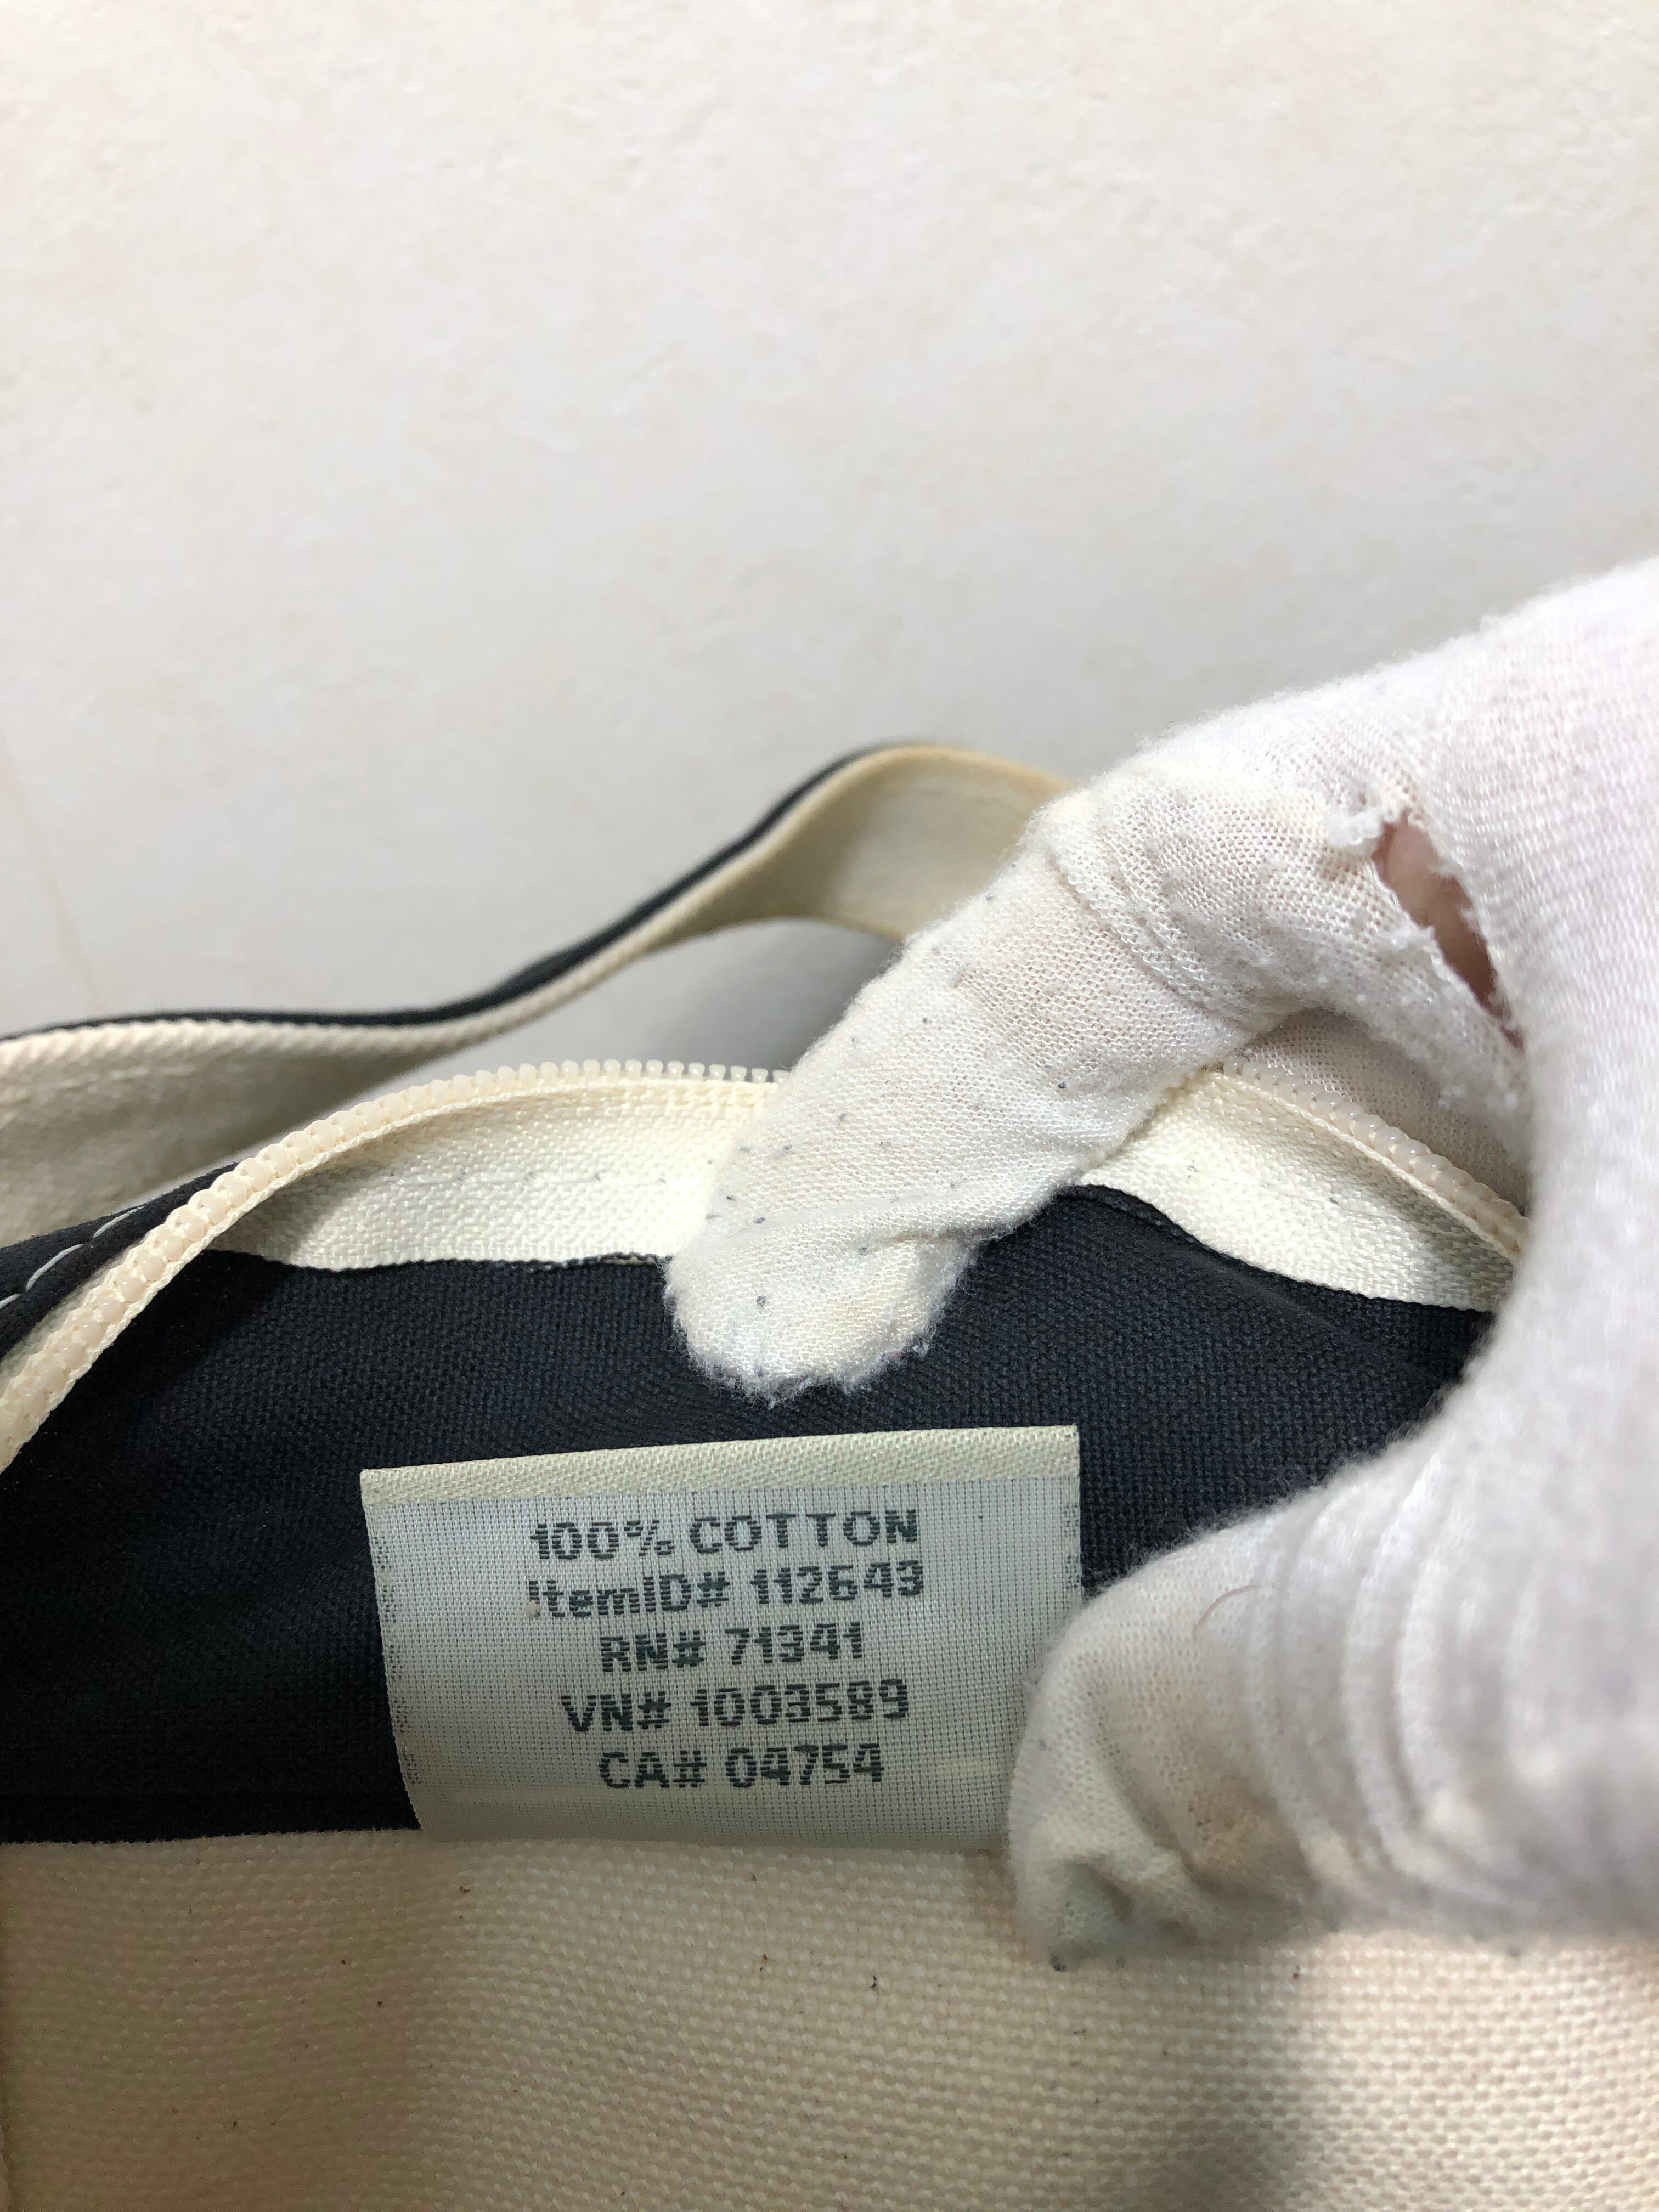 100% COTTON
ItemID# 112643
RN# 71341
VN# 1003589
CA# 04754